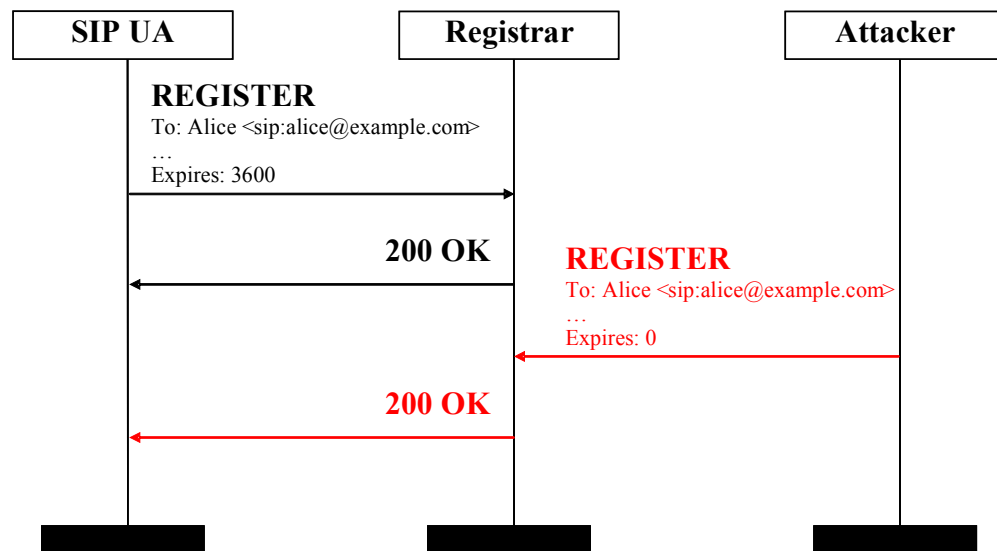 SIP UA
Registrar
Attacker
REGISTER
To: Alice <sip:alice@example.com>
…
Expires: 3600
200 OK
REGISTER
To: Alice <sip:alice@example.com>
…
Expires: 0
200 OK